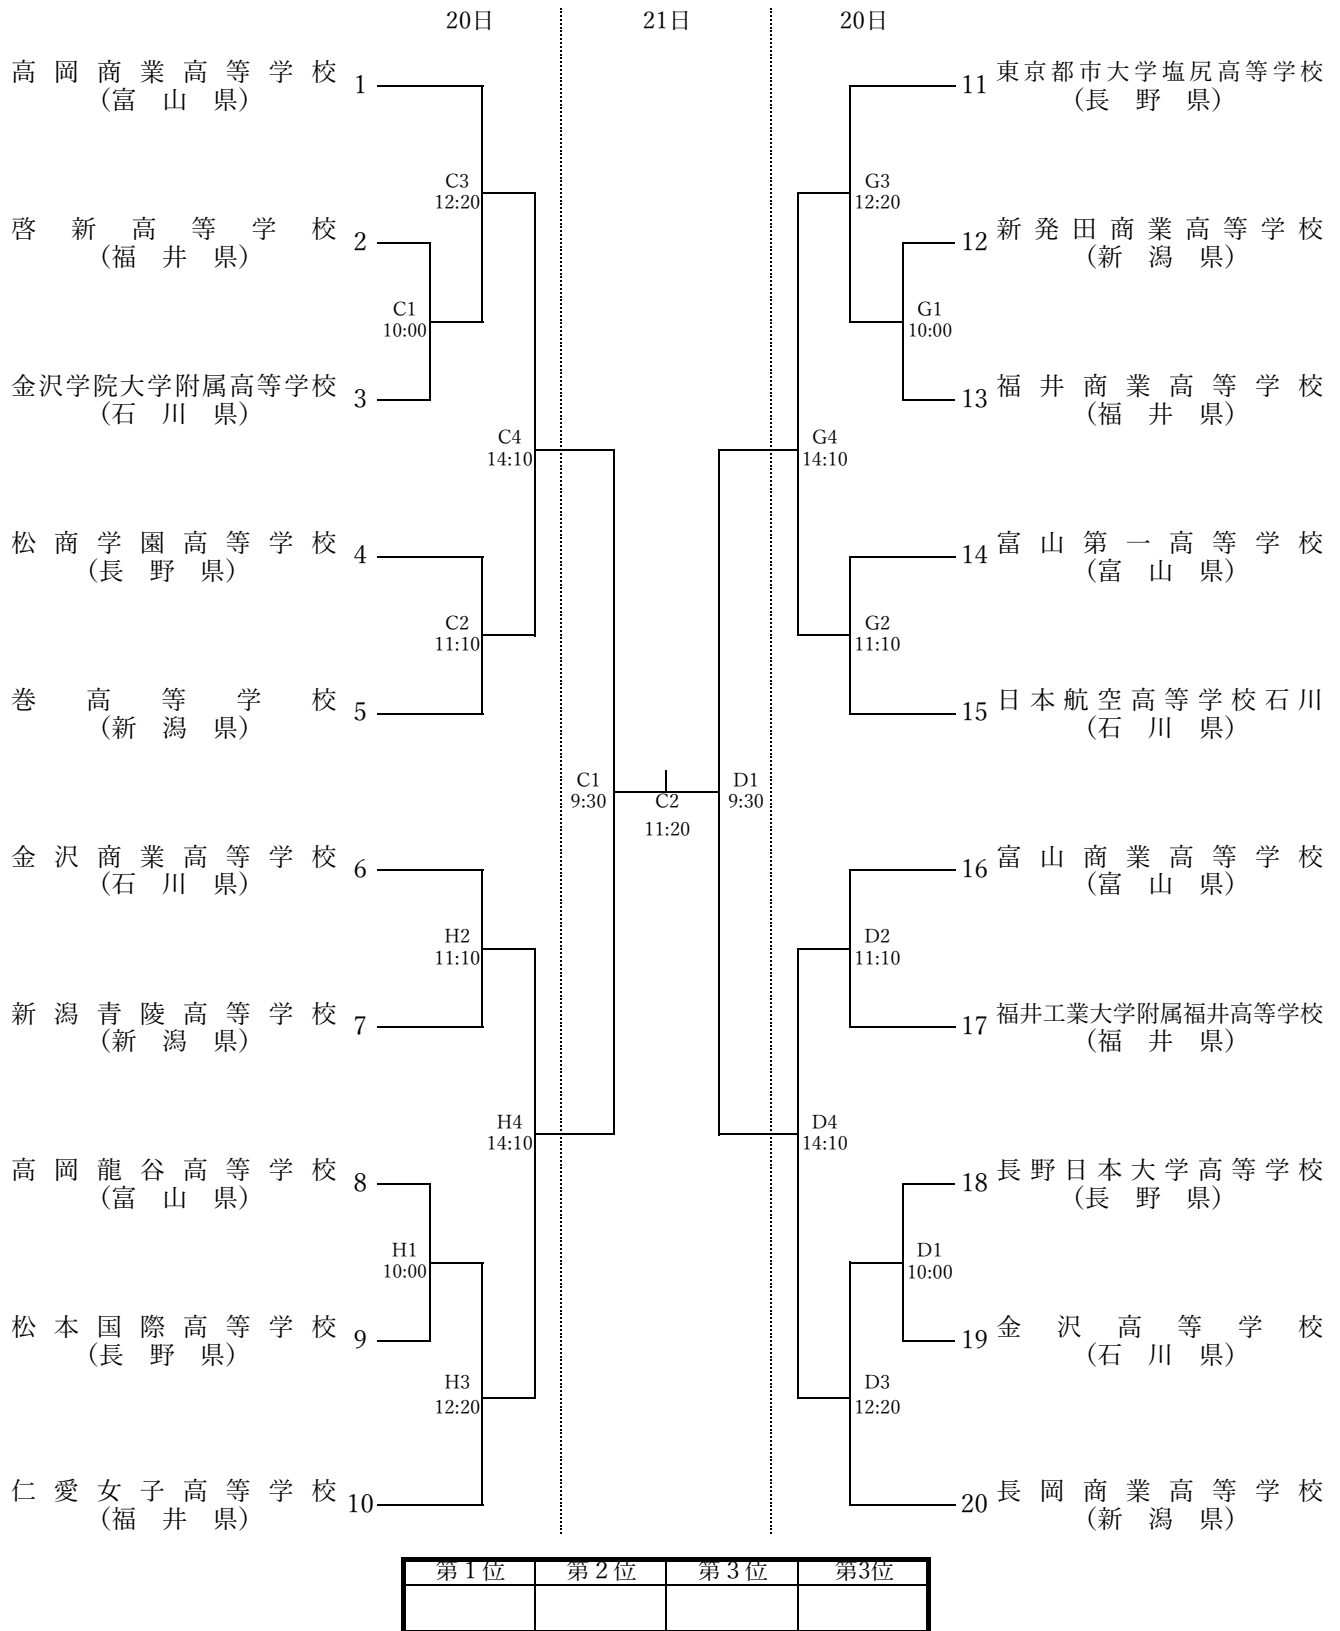 20日 21日 20日
高岡商業高等学校 1
(富山県)
C3
12:20
啓新高等学校 2
(福井県)
C1
10:00
金沢学院大学附属高等学校 3
(石川県)
C4
14:10
松商学園高等学校 4
(長野県)
C2
11:10
巻高等学校 5
(新潟県)
金沢商業高等学校 6
(石川県)
H2
11:10
新潟青陵高等学校 7
(新潟県)
H4
14:10
高岡龍谷高等学校 8
(富山県)
H1
10:00
松本国際高等学校 9
(長野県)
H3
12:20
仁愛女子高等学校 10
(福井県)
C1
9:30
C2
11:20
D1
9:30
11 東京都市大学塩尻高等学校
(長野県)
G3
12:20
12 新発田商業高等学校
(新潟県)
G1
10:00
13 福井商業高等学校
(福井県)
G4
14:10
14 富山第一高等学校
(富山県)
G2
11:10
15 日本航空高等学校石川
(石川県)
16 富山商業高等学校
(富山県)
D2
11:10
17 福井工業大学附属福井高等学校
(福井県)
D4
14:10
18 長野日本大学高等学校
(長野県)
D1
10:00
19 金沢高等学校
(石川県)
D3
12:20
20 長岡商業高等学校
(新潟県)
第1位 第2位 第3位 第3位